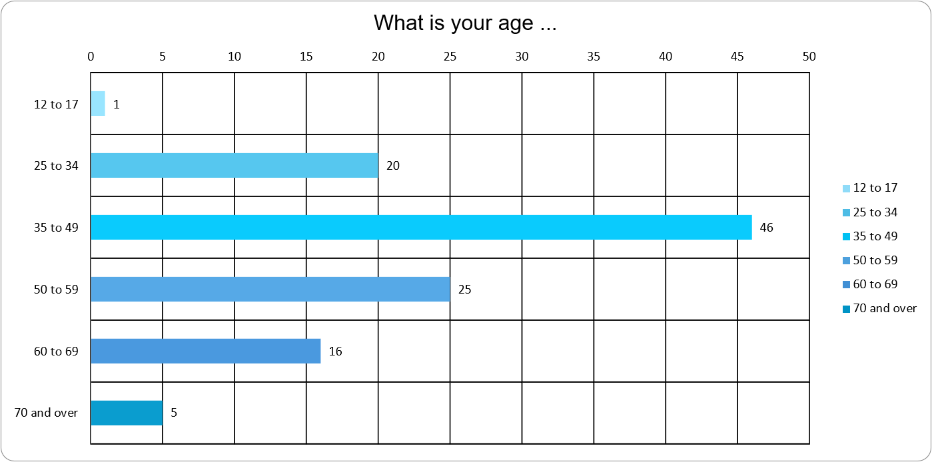 What is your age ...
0 5 10 15 20 25 30 35 40 45 50
12 to 17 1
25 to 34 20
35 to 49 46
50 to 59 25
60 to 69 16
70 and over 5
12 to 17
25 to 34
35 to 49
50 to 59
60 to 69
70 and over